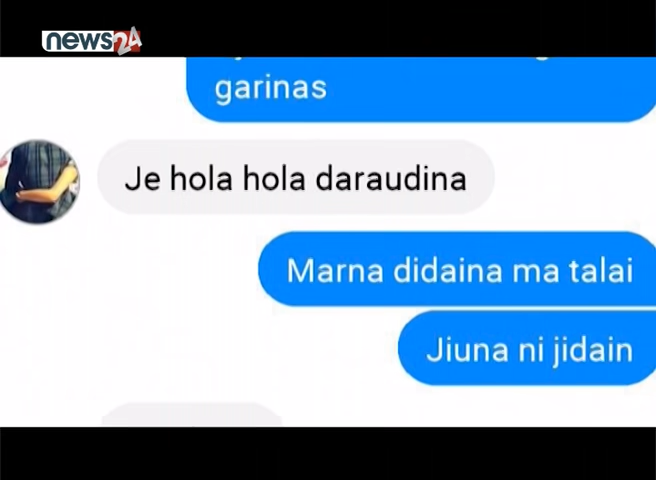 news24
garinas
Je hola hola daraudina
Marna didaina ma talai
Jiuna ni jidain